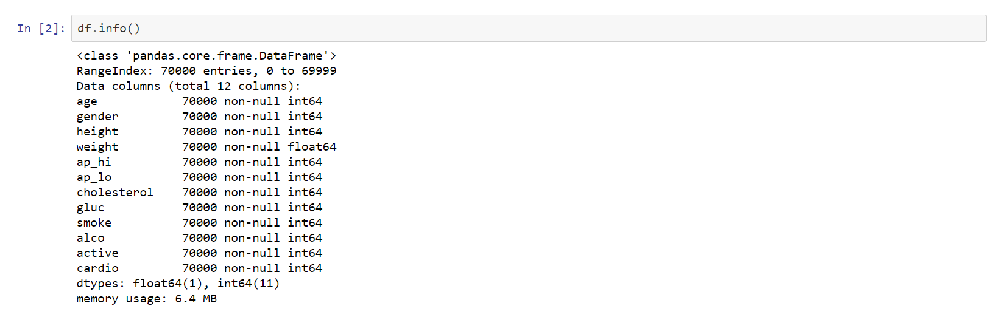 In [2]: df.info()
<class 'pandas.core.frame.DataFrame'>
RangeIndex: 70000 entries, 0 to 69999
Data columns (total 12 columns):
age            70000 non-null int64
gender         70000 non-null int64
height         70000 non-null int64
weight         70000 non-null float64
ap_hi          70000 non-null int64
ap_lo          70000 non-null int64
cholesterol    70000 non-null int64
gluc           70000 non-null int64
smoke          70000 non-null int64
alco           70000 non-null int64
active         70000 non-null int64
cardio         70000 non-null int64
dtypes: float64(1), int64(11)
memory usage: 6.4 MB